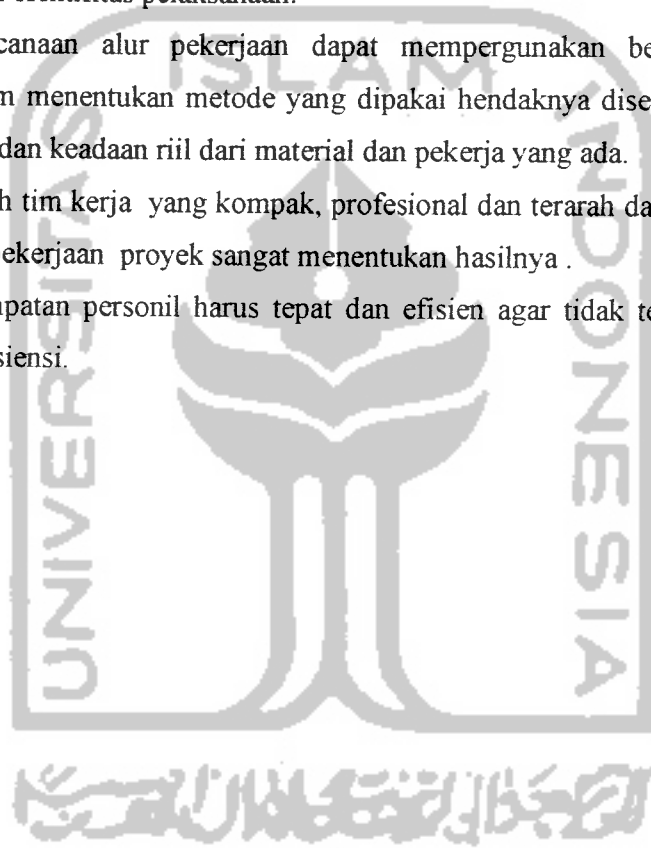 pelaksanaan.
canaan alur pekerjaan dapat mempergunakan be
n menentukan metode yang dipakai hendaknya dise
dan keadaan riil dari material dan pekerja yang ada.
h tim kerja yang kompak, profesional dan terarah da
ekerjaan proyek sangat menentukan hasilnya .
patan personil harus tepat dan efisien agar tidak te
siensi.
ISLAM
UNIVERSITAS
INDONESIA